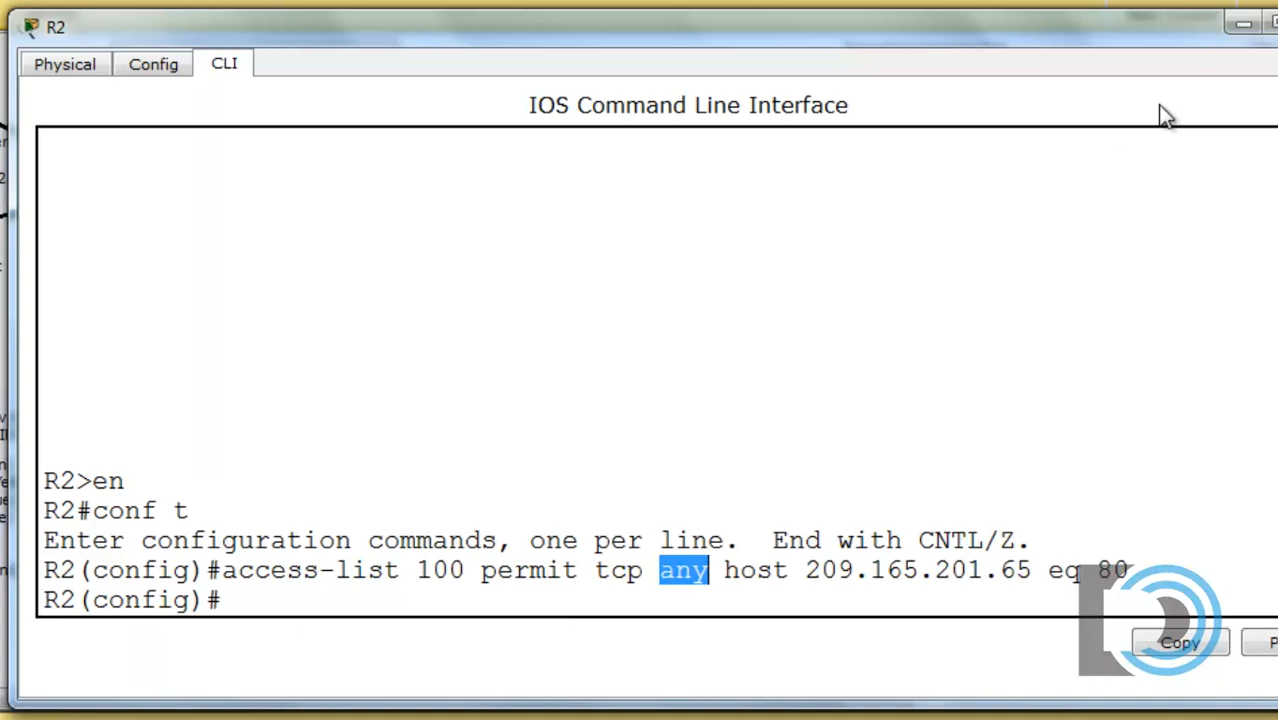 R2
Physical Config CLI
IOS Command Line Interface
R2>en
R2#conf t
Enter configuration commands, one per line.  End with CNTL/Z.
R2(config)#access-list 100 permit tcp any host 209.165.201.65 eq 80
R2(config)#
Copy